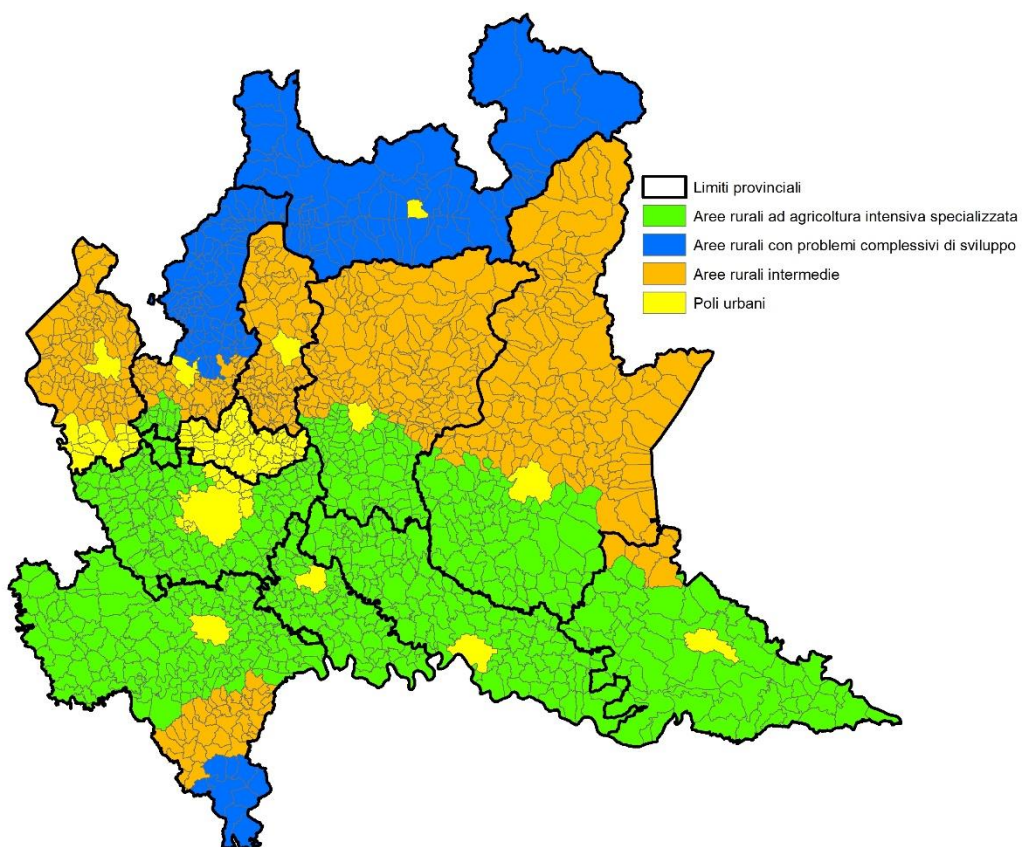 Limiti provinciali
Aree rurali ad agricoltura intensiva specializzata
Aree rurali con problemi complessivi di sviluppo
Aree rurali intermedie
Poli urbani